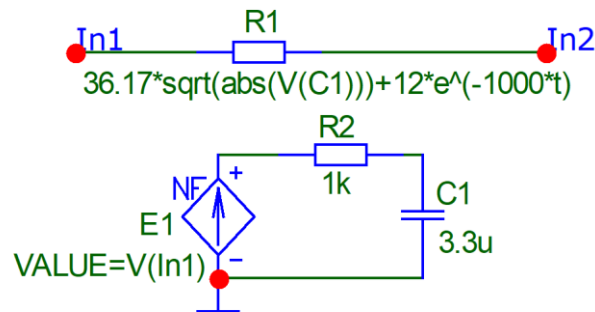 In1
R1
In2
36.17*sqrt(abs(V(C1)))+12*e^(-1000*t)
R2
NF
+
1k
C1
E1
3.3u
VALUE=V(In1)
-